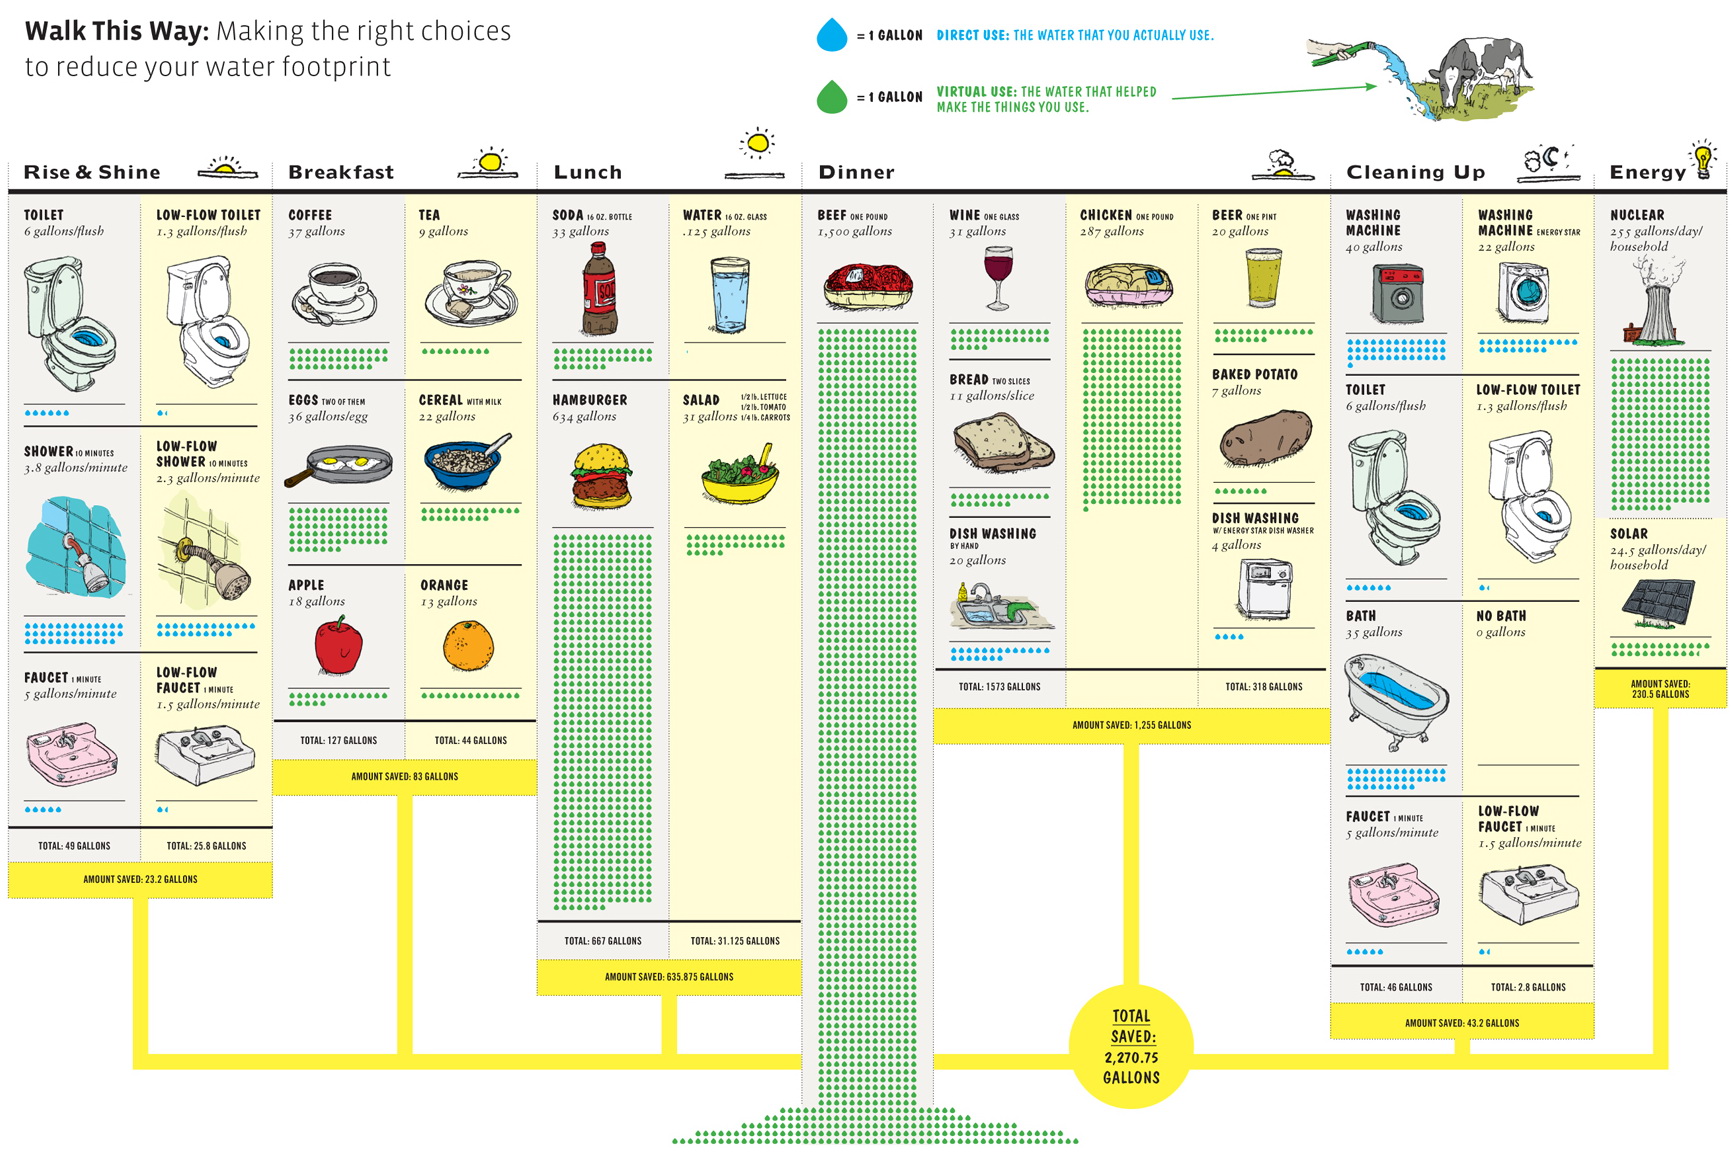 Walk This Way: Making the right choices
to reduce your water footprint
= 1 GALLON DIRECT USE: THE WATER THAT YOU ACTUALLY USE.
= 1 GALLON VIRTUAL USE: THE WATER THAT HELPED
MAKE THE THINGS YOU USE.
Rise & Shine
TOILET
6 gallons/flush
LOW-FLOW TOILET
1.3 gallons/flush
SHOWER 10 MINUTES
3.8 gallons/minute
LOW-FLOW
SHOWER 10 MINUTES
2.3 gallons/minute
FAUCET 1 MINUTE
5 gallons/minute
LOW-FLOW
FAUCET 1 MINUTE
1.5 gallons/minute
TOTAL: 49 GALLONS
TOTAL: 25.8 GALLONS
AMOUNT SAVED: 23.2 GALLONS
Breakfast
COFFEE
37 gallons
TEA
9 gallons
EGGS TWO OF THEM
36 gallons/egg
CEREAL WITH MILK
22 gallons
APPLE
18 gallons
ORANGE
13 gallons
TOTAL: 127 GALLONS
TOTAL: 44 GALLONS
AMOUNT SAVED: 83 GALLONS
Lunch
SODA 16 OZ. BOTTLE
33 gallons
SODA
WATER 16 OZ. GLASS
.125 gallons
HAMBURGER
634 gallons
SALAD
31 gallons
1/2 lb. LETTUCE
1/2 lb. TOMATO
1/4 lb. CARROTS
TOTAL: 667 GALLONS
TOTAL: 31.125 GALLONS
AMOUNT SAVED: 635.875 GALLONS
Dinner
BEEF ONE POUND
1,500 gallons
WINE ONE GLASS
31 gallons
BREAD TWO SLICES
11 gallons/slice
DISH WASHING
BY HAND
20 gallons
CHICKEN ONE POUND
287 gallons
BEER ONE PINT
20 gallons
BAKED POTATO
7 gallons
DISH WASHING
W/ ENERGY STAR DISH WASHER
4 gallons
TOTAL: 1573 GALLONS
TOTAL: 318 GALLONS
AMOUNT SAVED: 1,255 GALLONS
Cleaning Up
WASHING
MACHINE
40 gallons
WASHING
MACHINE ENERGY STAR
22 gallons
TOILET
6 gallons/flush
LOW-FLOW TOILET
1.3 gallons/flush
BATH
35 gallons
NO BATH
0 gallons
FAUCET 1 MINUTE
5 gallons/minute
LOW-FLOW
FAUCET 1 MINUTE
1.5 gallons/minute
TOTAL: 46 GALLONS
TOTAL: 2.8 GALLONS
AMOUNT SAVED: 43.2 GALLONS
Energy
NUCLEAR
255 gallons/day/
household
SOLAR
24.5 gallons/day/
household
AMOUNT SAVED:
230.5 GALLONS
TOTAL
SAVED:
2,270.75
GALLONS